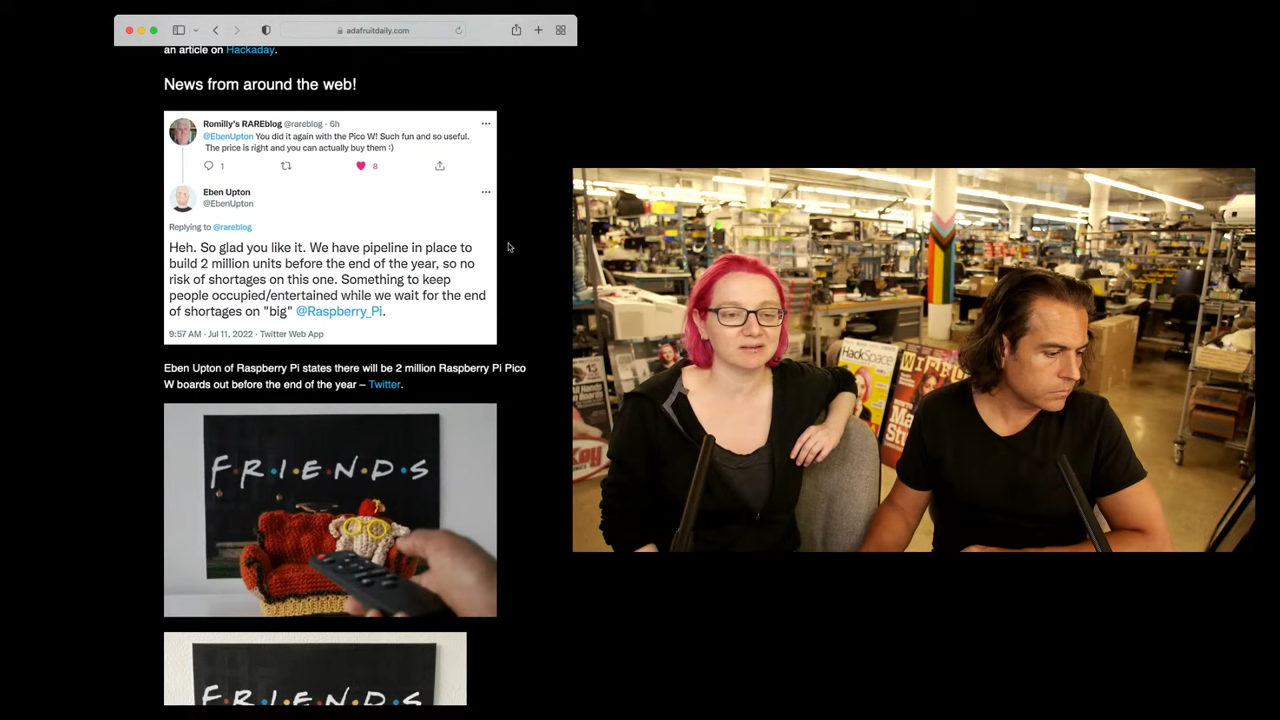 adafruitdaily.com
an article on Hackaday.
News from around the web!
Romilly's RAREblog @rareblog · 6h
@EbenUpton You did it again with the Pico W! Such fun and so useful.
The price is right and you can actually buy them :)
1 8
Eben Upton
@EbenUpton
Replying to @rareblog
Heh. So glad you like it. We have pipeline in place to
build 2 million units before the end of the year, so no
risk of shortages on this one. Something to keep
people occupied/entertained while we wait for the end
of shortages on "big" @Raspberry_Pi.
9:57 AM · Jul 11, 2022 · Twitter Web App
Eben Upton of Raspberry Pi states there will be 2 million Raspberry Pi Pico
W boards out before the end of the year – Twitter.
F·R·I·E·N·D·S
F·R·I·E·N·D·S
HackSpace
WIRED